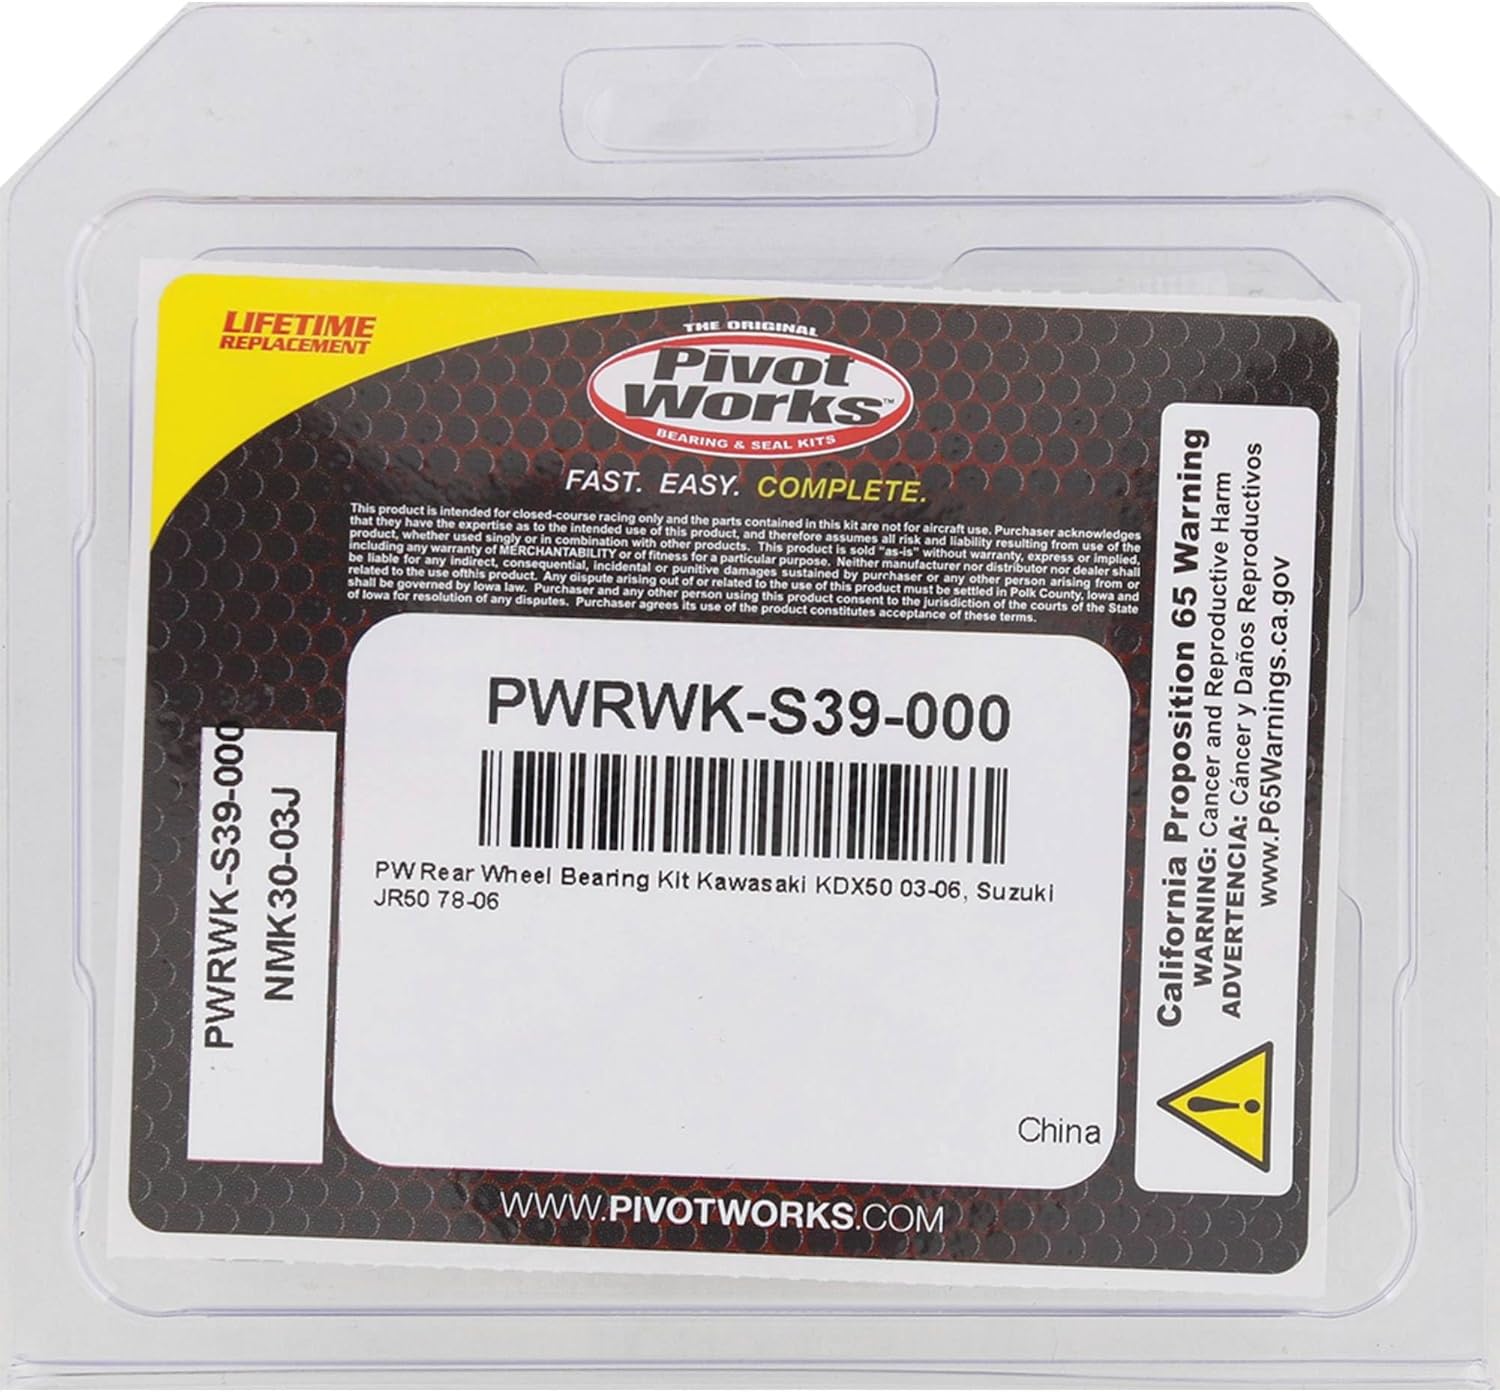 LIFETIME
REPLACEMENT
THE ORIGINAL
Pivot
Works™
BEARING & SEAL KITS
FAST. EASY. COMPLETE.
This product is intended for closed-course racing only and the parts contained in this kit are not for aircraft use. Purchaser acknowledges
that they have the expertise as to the intended use of this product, and therefore assumes all risk and liability resulting from use of the
product, whether used singly or in combination with other products. This product is sold "as-is" without warranty, express or implied,
including any warranty of MERCHANTABILITY or of fitness for a particular purpose. Neither manufacturer nor distributor nor dealer shall
be liable for any indirect, consequential, incidental or punitive damages sustained by purchaser or any other person arising from or
related to the use ofthis product. Any dispute arising out of or related to the use of this product must be settled in Polk County, Iowa and
shall be governed by Iowa law. Purchaser and any other person using this product consent to the jurisdiction of the courts of the State
of Iowa for resolution of any disputes. Purchaser agrees its use of the product constitutes acceptance of these terms.
PWRWK-S39-000
PW Rear Wheel Bearing Kit Kawasaki KDX50 03-06, Suzuki
JR50 78-06
China
PWRWK-S39-000
NMK30-03J
California Proposition 65 Warning
WARNING: Cancer and Reproductive Harm
ADVERTENCIA: Cáncer y Daños Reproductivos
www.P65Warnings.ca.gov
WWW.PIVOTWORKS.COM